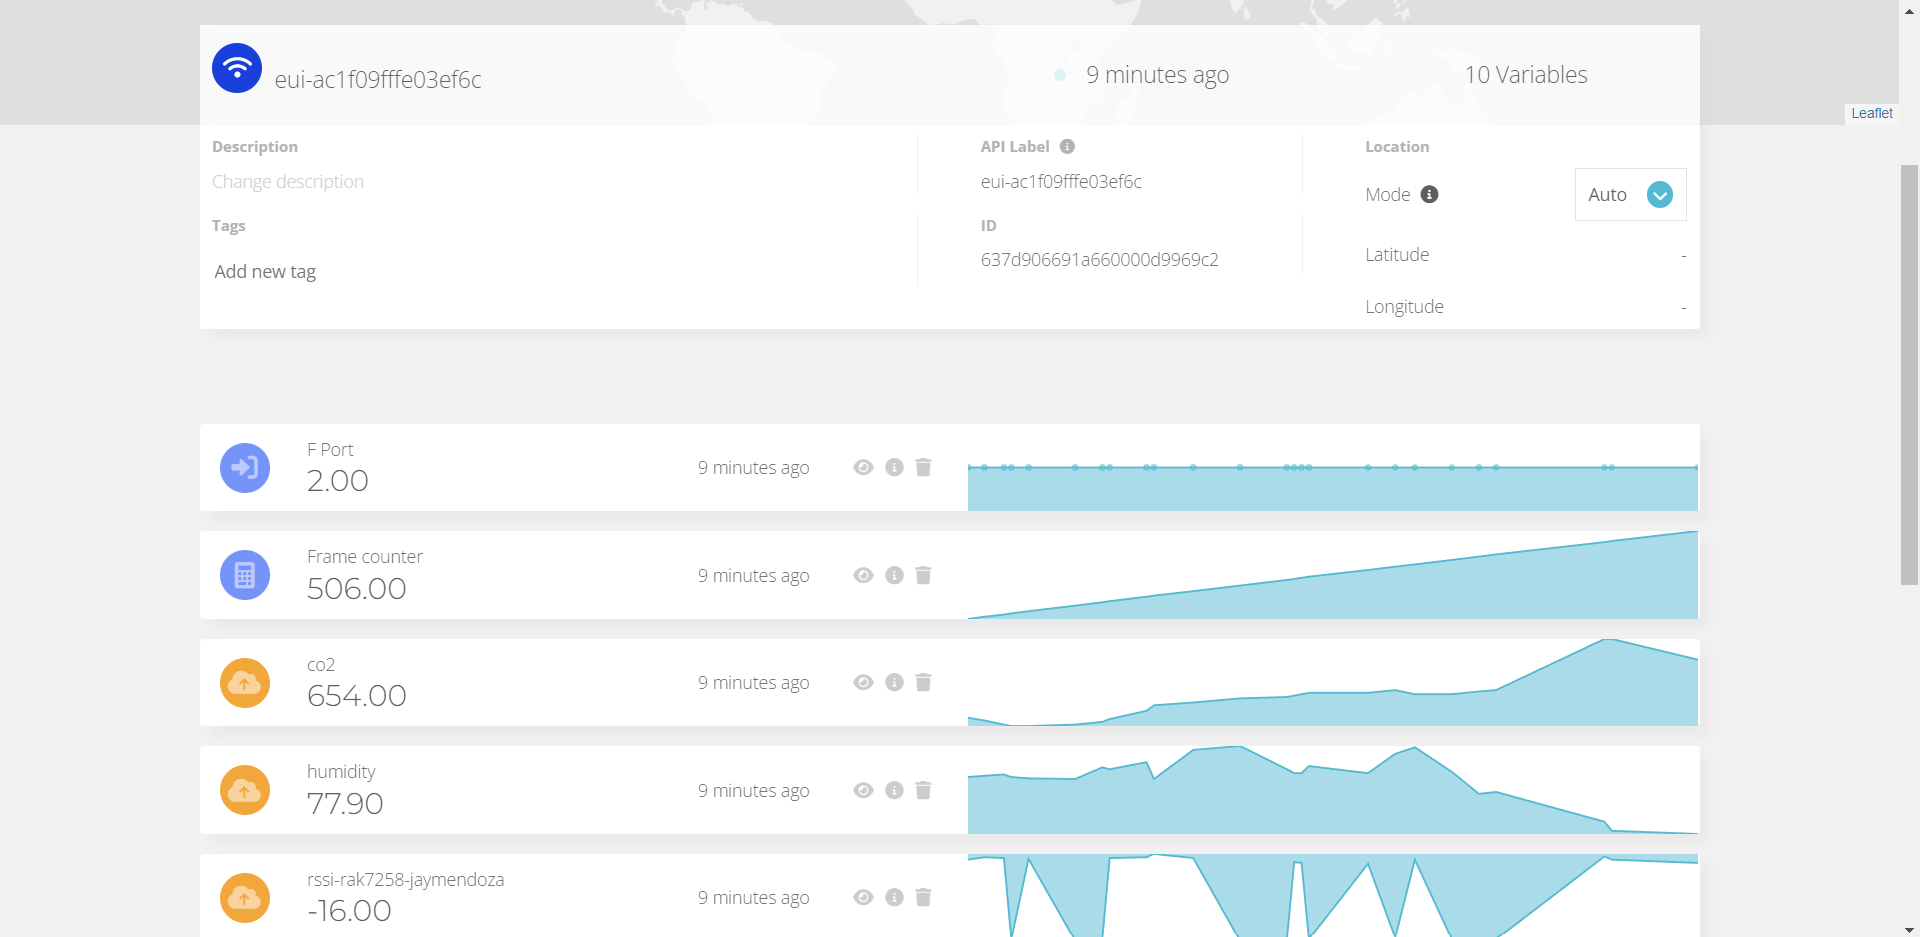 eui-ac1f09fffe03ef6c
9 minutes ago
10 Variables
Leaflet
Description
Change description
Tags
Add new tag
API Label
eui-ac1f09fffe03ef6c
ID
637d906691a660000d9969c2
Location
Mode
Auto
Latitude
-
Longitude
-
F Port
2.00
9 minutes ago
Frame counter
506.00
9 minutes ago
co2
654.00
9 minutes ago
humidity
77.90
9 minutes ago
rssi-rak7258-jaymendoza
-16.00
9 minutes ago